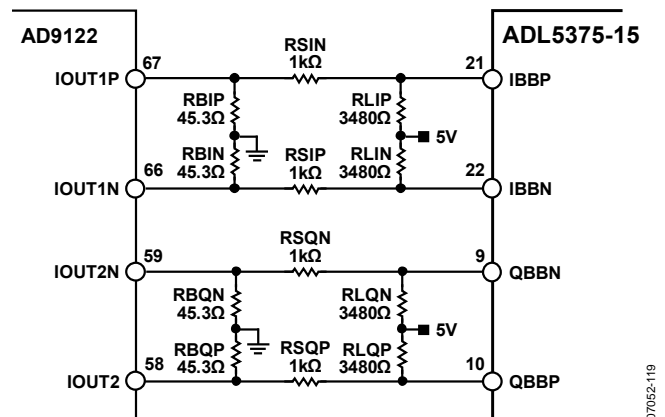 AD9122
ADL5375-15
67
RSIN
1kΩ
21
IOUT1P
IBBP
RBIP
45.3Ω
RLIP
3480Ω
5V
RBIN
45.3Ω
RSIP
1kΩ
RLIN
3480Ω
66
22
IOUT1N
IBBN
59
RSQN
1kΩ
9
IOUT2N
QBBN
RBQN
45.3Ω
RLQN
3480Ω
5V
RBQP
45.3Ω
RSQP
1kΩ
RLQP
3480Ω
58
10
IOUT2
QBBP
07052-119